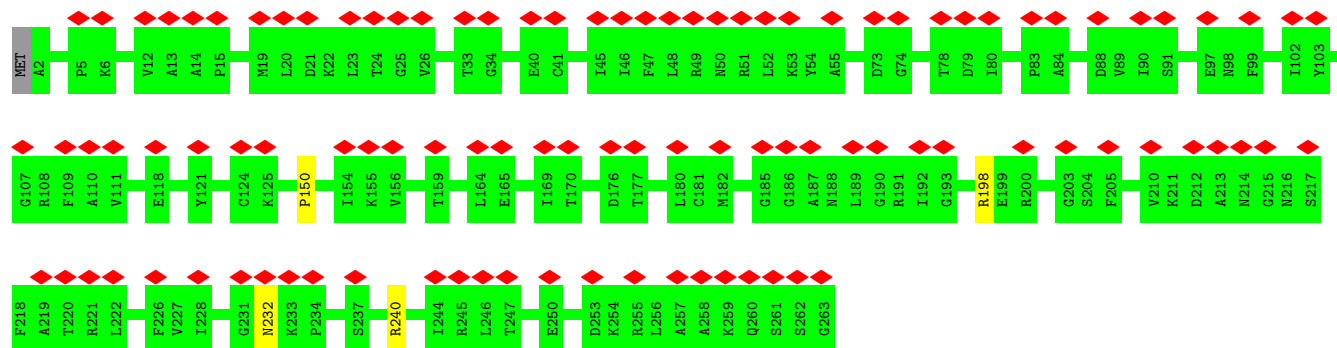 MET A2 P5 K6 V12 A13 A14 P15 M19 L20 D21 K22 L23 T24 G25 V26 T33 G34 E40 C41 I45 I46 F47 L48 R49 N50 R51 L52 K53 Y54 A55 D73 G74 T78 D79 I80 P83 A84 D88 V89 I90 S91 E97 N98 F99 I102 Y103
G107 R108 F109 A110 V111 E118 Y121 C124 K125 P150 I154 K155 V156 T159 L164 E165 I169 T170 D176 T177 L180 C181 M182 G185 G186 A187 N188 L189 G190 R191 I192 G193 R198 E199 R200 G203 S204 F205 V210 K211 D212 A213 N214 G215 N216 S217
F218 A219 T220 R221 L222 F226 V227 I228 G231 N232 K233 P234 S237 R240 I244 R245 L246 T247 E250 D253 K254 R255 L256 A257 A258 K259 Q260 S261 S262 G263